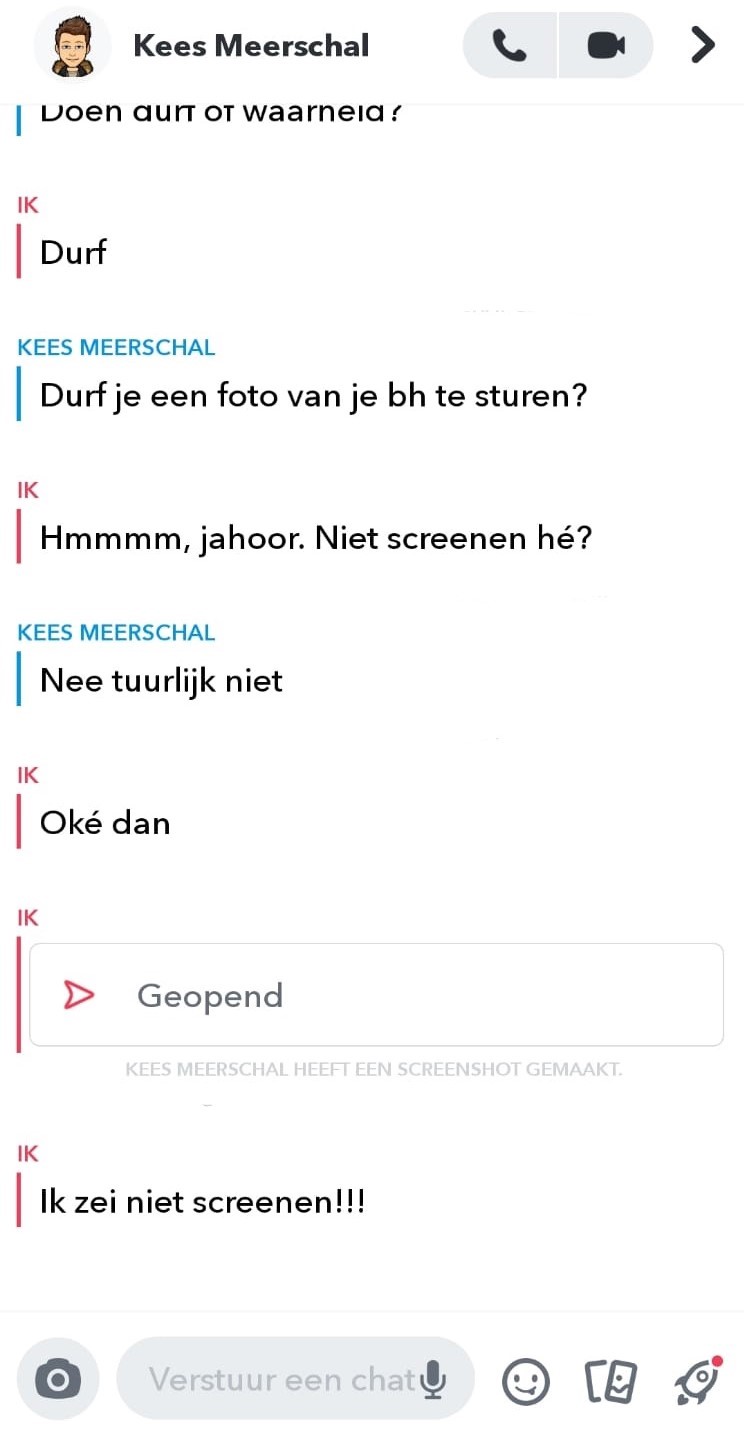 Kees Meerschal
Doen durf of waarheid?
IK
Durf
KEES MEERSCHAL
Durf je een foto van je bh te sturen?
IK
Hmmmm, jahoor. Niet screenen hé?
KEES MEERSCHAL
Nee tuurlijk niet
IK
Oké dan
IK
Geopend
KEES MEERSCHAL HEEFT EEN SCREENSHOT GEMAAKT.
IK
Ik zei niet screenen!!!
Verstuur een chat